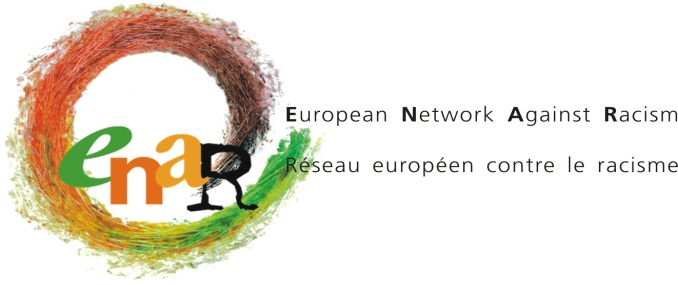 enaR
European Network Against Racism
Réseau européen contre le racisme